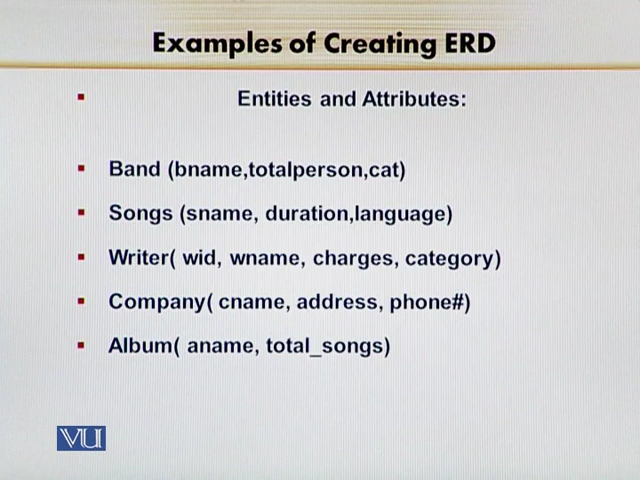 Examples of Creating ERD
Entities and Attributes:
Band (bname,totalperson,cat)
Songs (sname, duration,language)
Writer( wid, wname, charges, category)
Company( cname, address, phone#)
Album( aname, total_songs)
VU